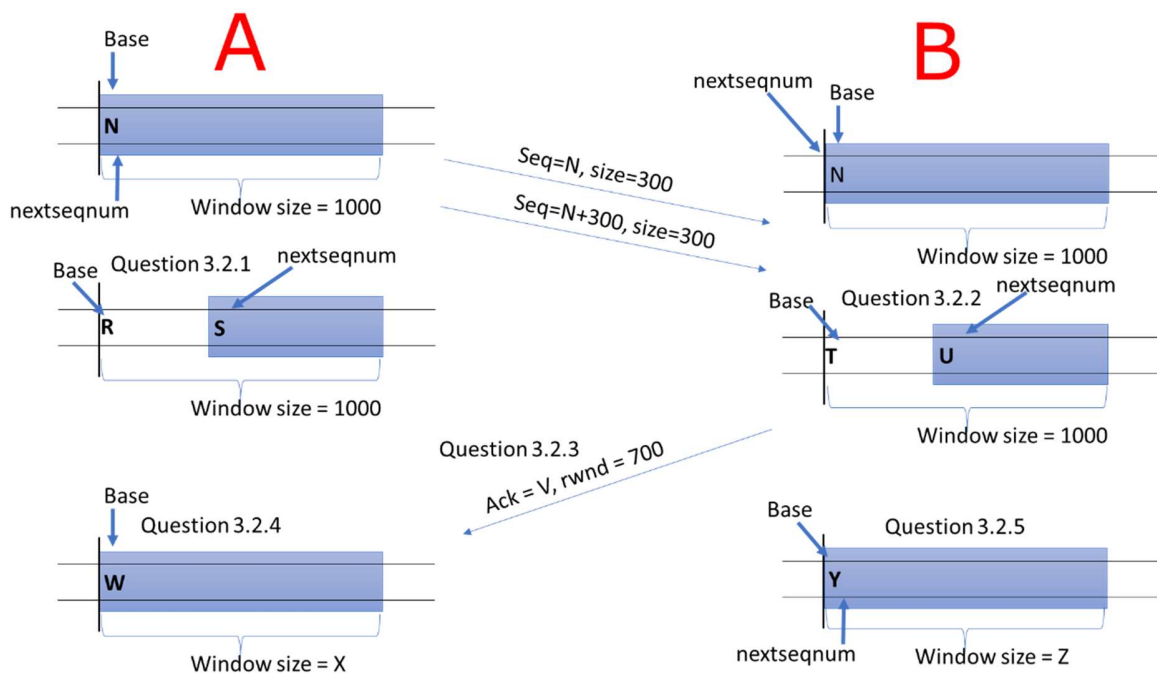 A
B
Base
N
nextseqnum
Window size = 1000
Seq=N, size=300
Seq=N+300, size=300
nextseqnum
Base
N
Window size = 1000
Base
Question 3.2.1
nextseqnum
R
S
Window size = 1000
Base
Question 3.2.2
nextseqnum
T
U
Window size = 1000
Question 3.2.3
Ack = V, rwnd = 700
Base
Question 3.2.4
W
Window size = X
Base
Question 3.2.5
Y
nextseqnum
Window size = Z